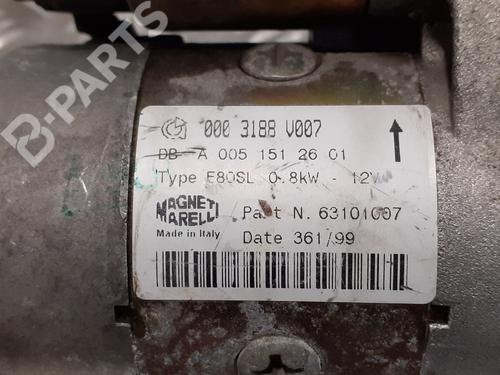 B-PARTS
000 3188 V007
DB A 005 151 26 01
Type E80SL 0.8kW - 12V
MAGNETI
MARELLI
Part N. 63101007
Made in Italy
Date 361/99